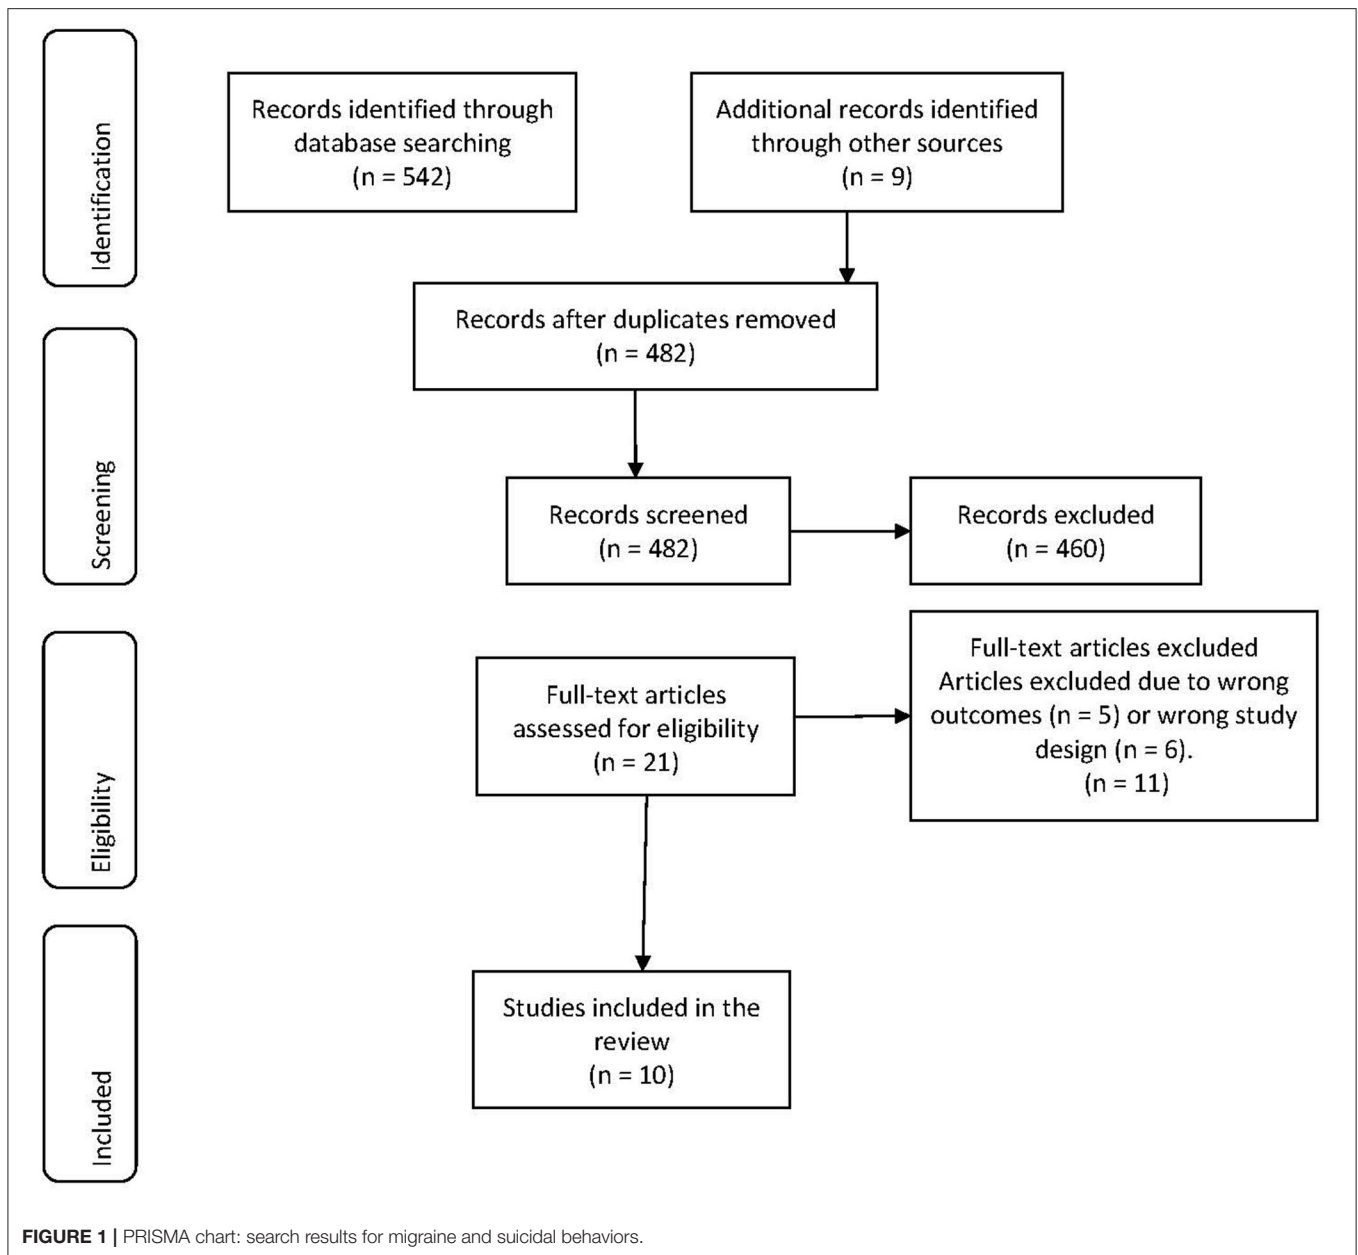 Identification
Records identified through
database searching
(n = 542)
Additional records identified
through other sources
(n = 9)
Records after duplicates removed
(n = 482)
Screening
Records screened
(n = 482)
Records excluded
(n = 460)
Eligibility
Full-text articles
assessed for eligibility
(n = 21)
Full-text articles excluded
Articles excluded due to wrong
outcomes (n = 5) or wrong study
design (n = 6).
(n = 11)
Included
Studies included in the
review
(n = 10)
FIGURE 1 | PRISMA chart: search results for migraine and suicidal behaviors.